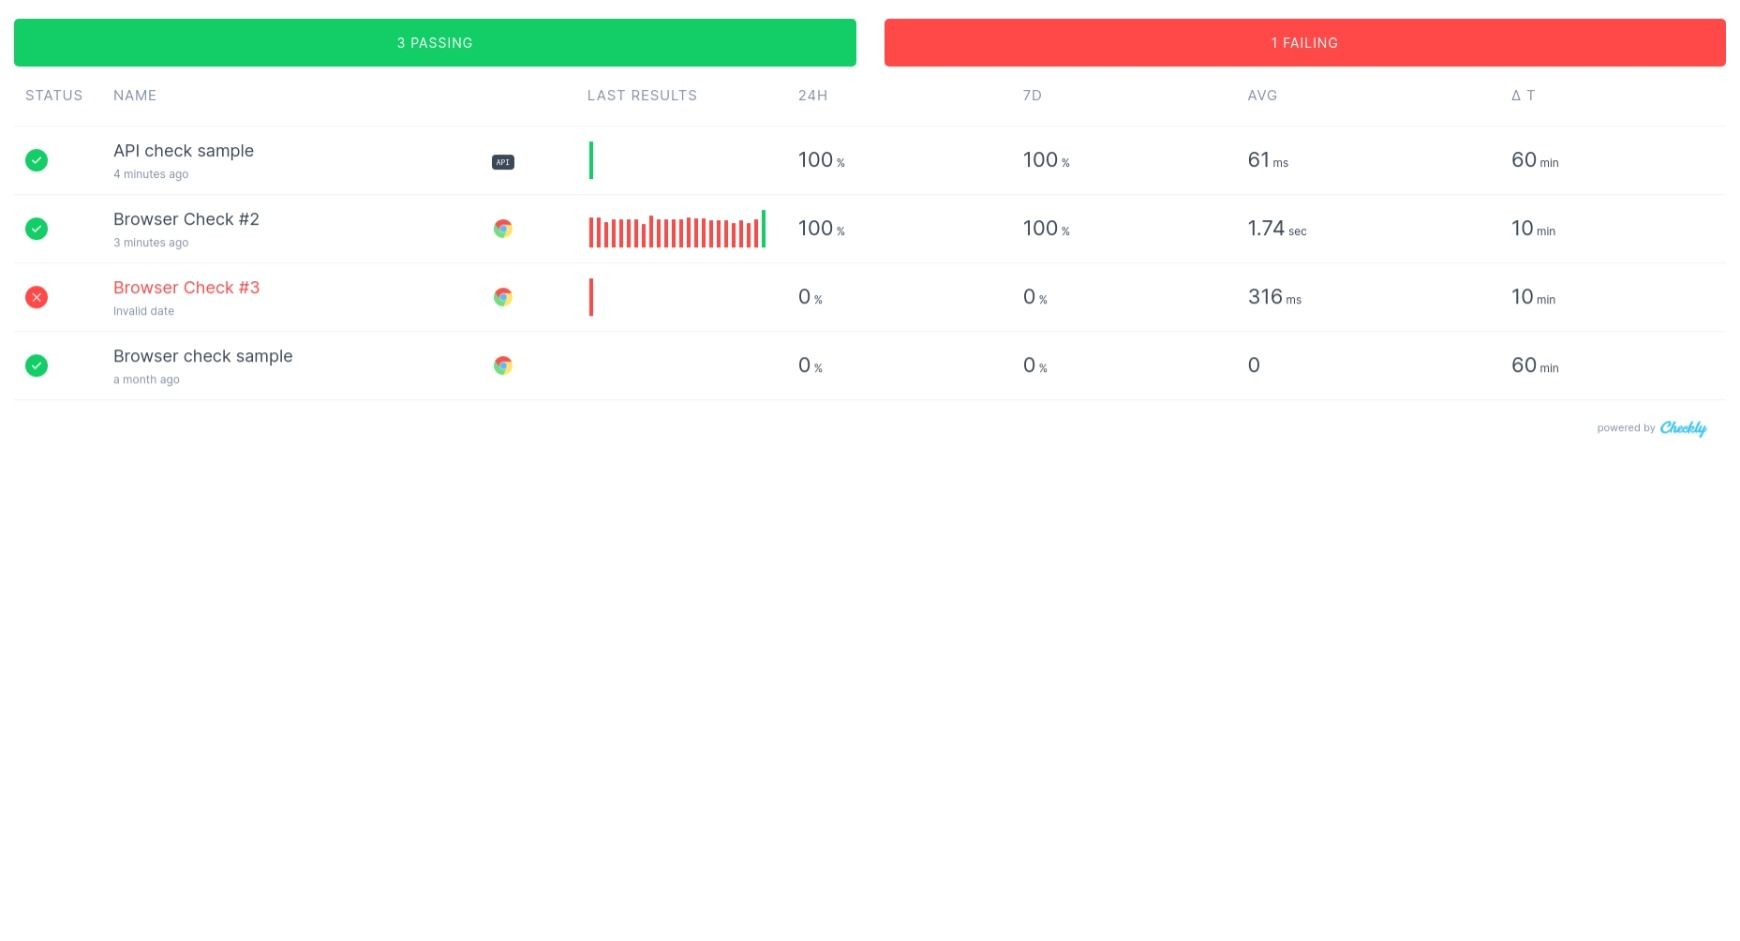 3 PASSING
1 FAILING
STATUS NAME LAST RESULTS 24H 7D AVG Δ T
API check sample
4 minutes ago
API
100 % 100 % 61 ms 60 min
Browser Check #2
3 minutes ago
100 % 100 % 1.74 sec 10 min
Browser Check #3
Invalid date
0 % 0 % 316 ms 10 min
Browser check sample
a month ago
0 % 0 % 0 60 min
powered by Checkly